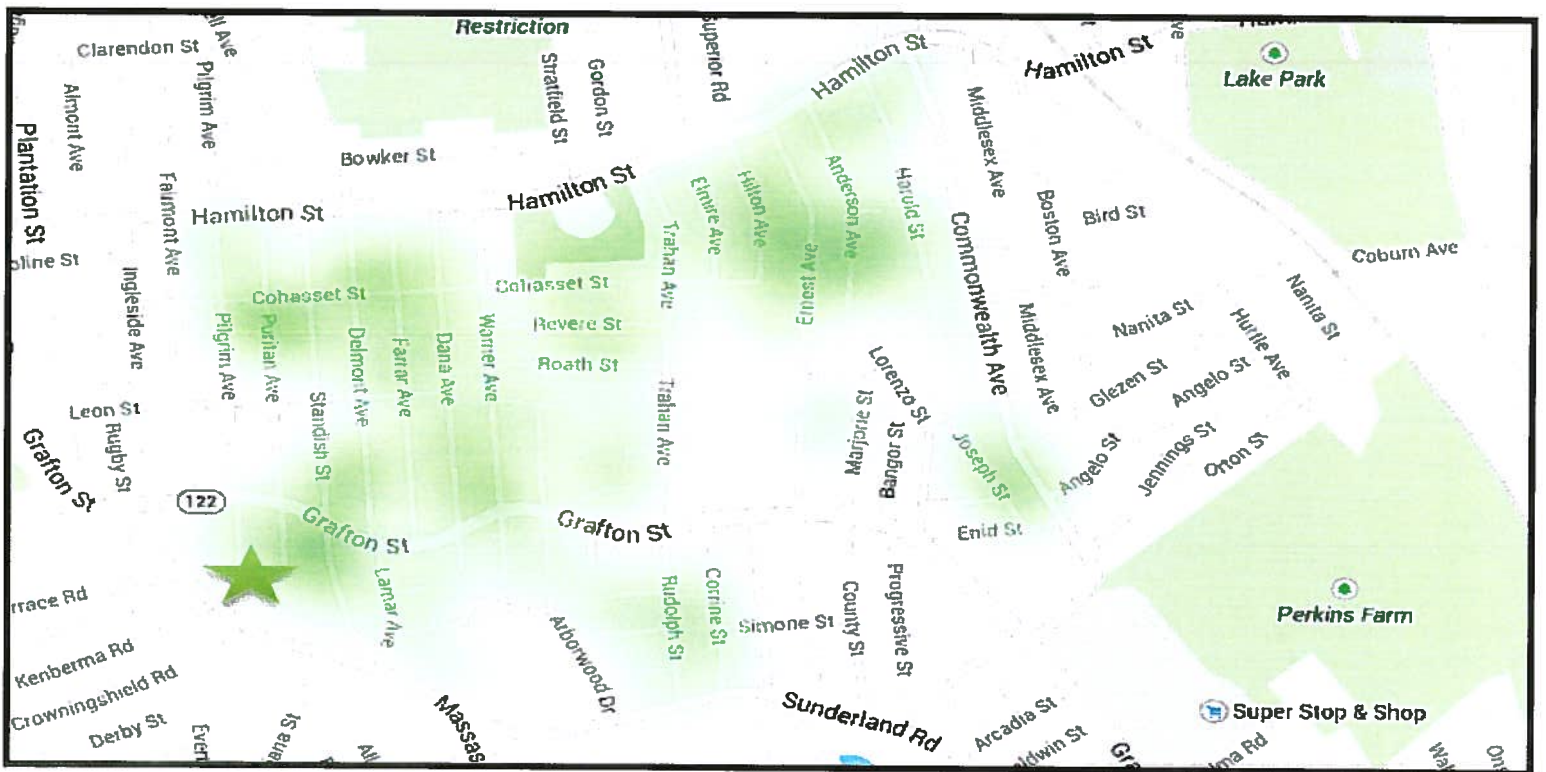 Restriction
Superior Rd
Clarendon St
Hamilton St
Hamilton St
Lake Park
Pilgrim Ave
Stratfield St
Gordon St
Almont Ave
Plantation St
Middlesex Ave
Bowker St
Hamilton St
Hamilton St
Fairmont Ave
Elmire Ave
Hilton Ave
Anderson Ave
Harold St
Boston Ave
Bird St
Commonwealth Ave
Trahan Ave
Ernest Ave
Coburn Ave
Ingleside Ave
Cohasset St
Cohasset St
Nanita St
Nanita St
Revere St
Roath St
Pilgrim Ave
Puritan Ave
Delmont Ave
Farrar Ave
Dana Ave
Warner Ave
Middlesex Ave
Hurtle Ave
Lorenzo St
Glezen St
Angelo St
Leon St
Standish St
Trahan Ave
Marjorie St
Bangor St
Rugby St
Grafton St
Joseph St
Angelo St
Jennings St
Orton St
122
Grafton St
Grafton St
Enid St
Lamar Ave
Rudolph St
Corrine St
Simone St
County St
Progressive St
Perkins Farm
Arborwood Dr
Kenberma Rd
Crowningshield Rd
Derby St
Massas
Sunderland Rd
Arcadia St
Super Stop & Shop